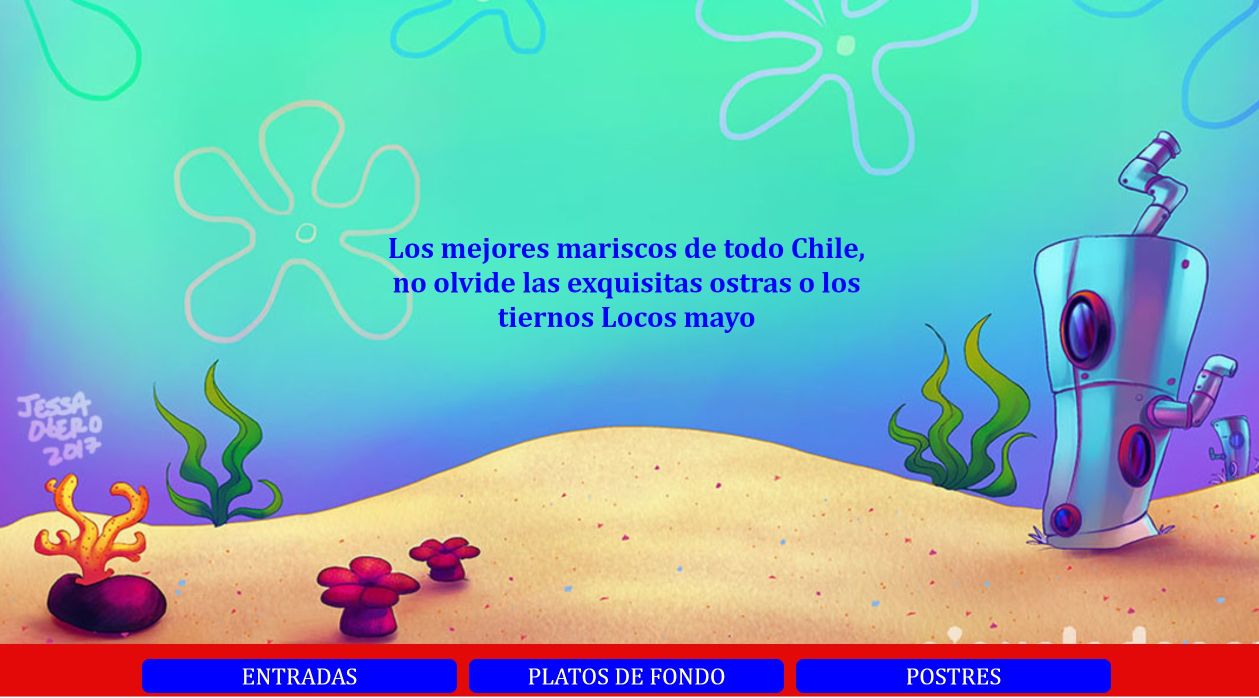 Los mejores mariscos de todo Chile,
no olvide las exquisitas ostras o los
tiernos Locos mayo
JESSA
OTERO
2017
ENTRADAS
PLATOS DE FONDO
POSTRES